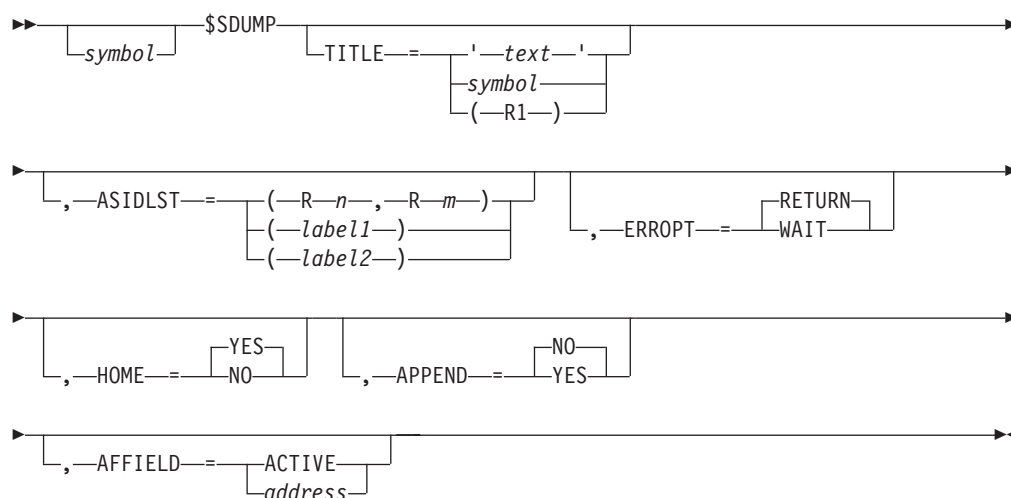 symbol $SDUMP TITLE = ' text '
symbol
( R1 )
, ASIDLST = ( R n , R m )
( label1 )
( label2 )
, ERROPT = RETURN
WAIT
, HOME = YES
NO
, APPEND = NO
YES
, AFFIELD = ACTIVE
address